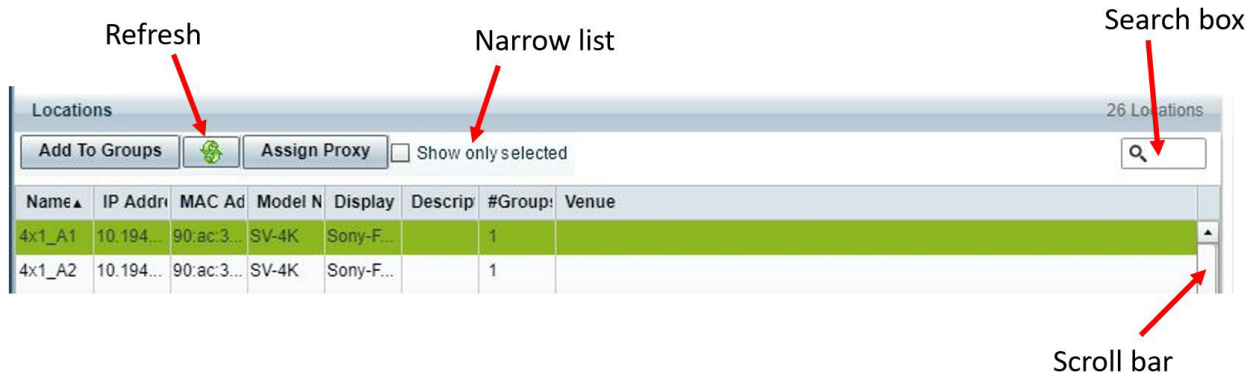 Search box
Refresh
Narrow list
Locations 26 Locations
Add To Groups Assign Proxy Show only selected
Name IP Addre MAC Ad Model N Display Descrip #Groups Venue
4x1_A1 10.194... 90:ac:3... SV-4K Sony-F... 1
4x1_A2 10.194... 90:ac:3... SV-4K Sony-F... 1
Scroll bar